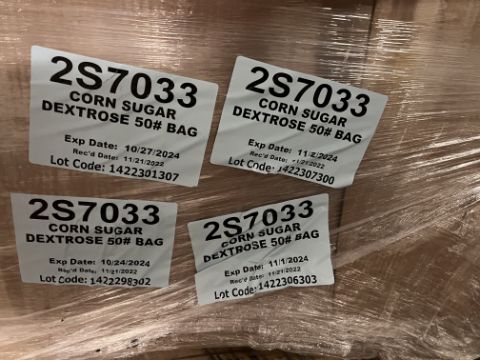 2S7033
CORN SUGAR
DEXTROSE 50# BAG
Exp Date: 10/27/2024
Rec'd Date: 11/21/2022
Lot Code: 1422301307
2S7033
CORN SUGAR
DEXTROSE 50# BAG
Exp Date: 11/2/2024
Rec'd Date: 11/21/2022
Lot Code: 1422307300
2S7033
CORN SUGAR
DEXTROSE 50# BAG
Exp Date: 10/24/2024
Rec'd Date: 11/21/2022
Lot Code: 1422298302
2S7033
CORN SUGAR
DEXTROSE 50# BAG
Exp Date: 11/1/2024
Rec'd Date: 11/21/2022
Lot Code: 1422306303